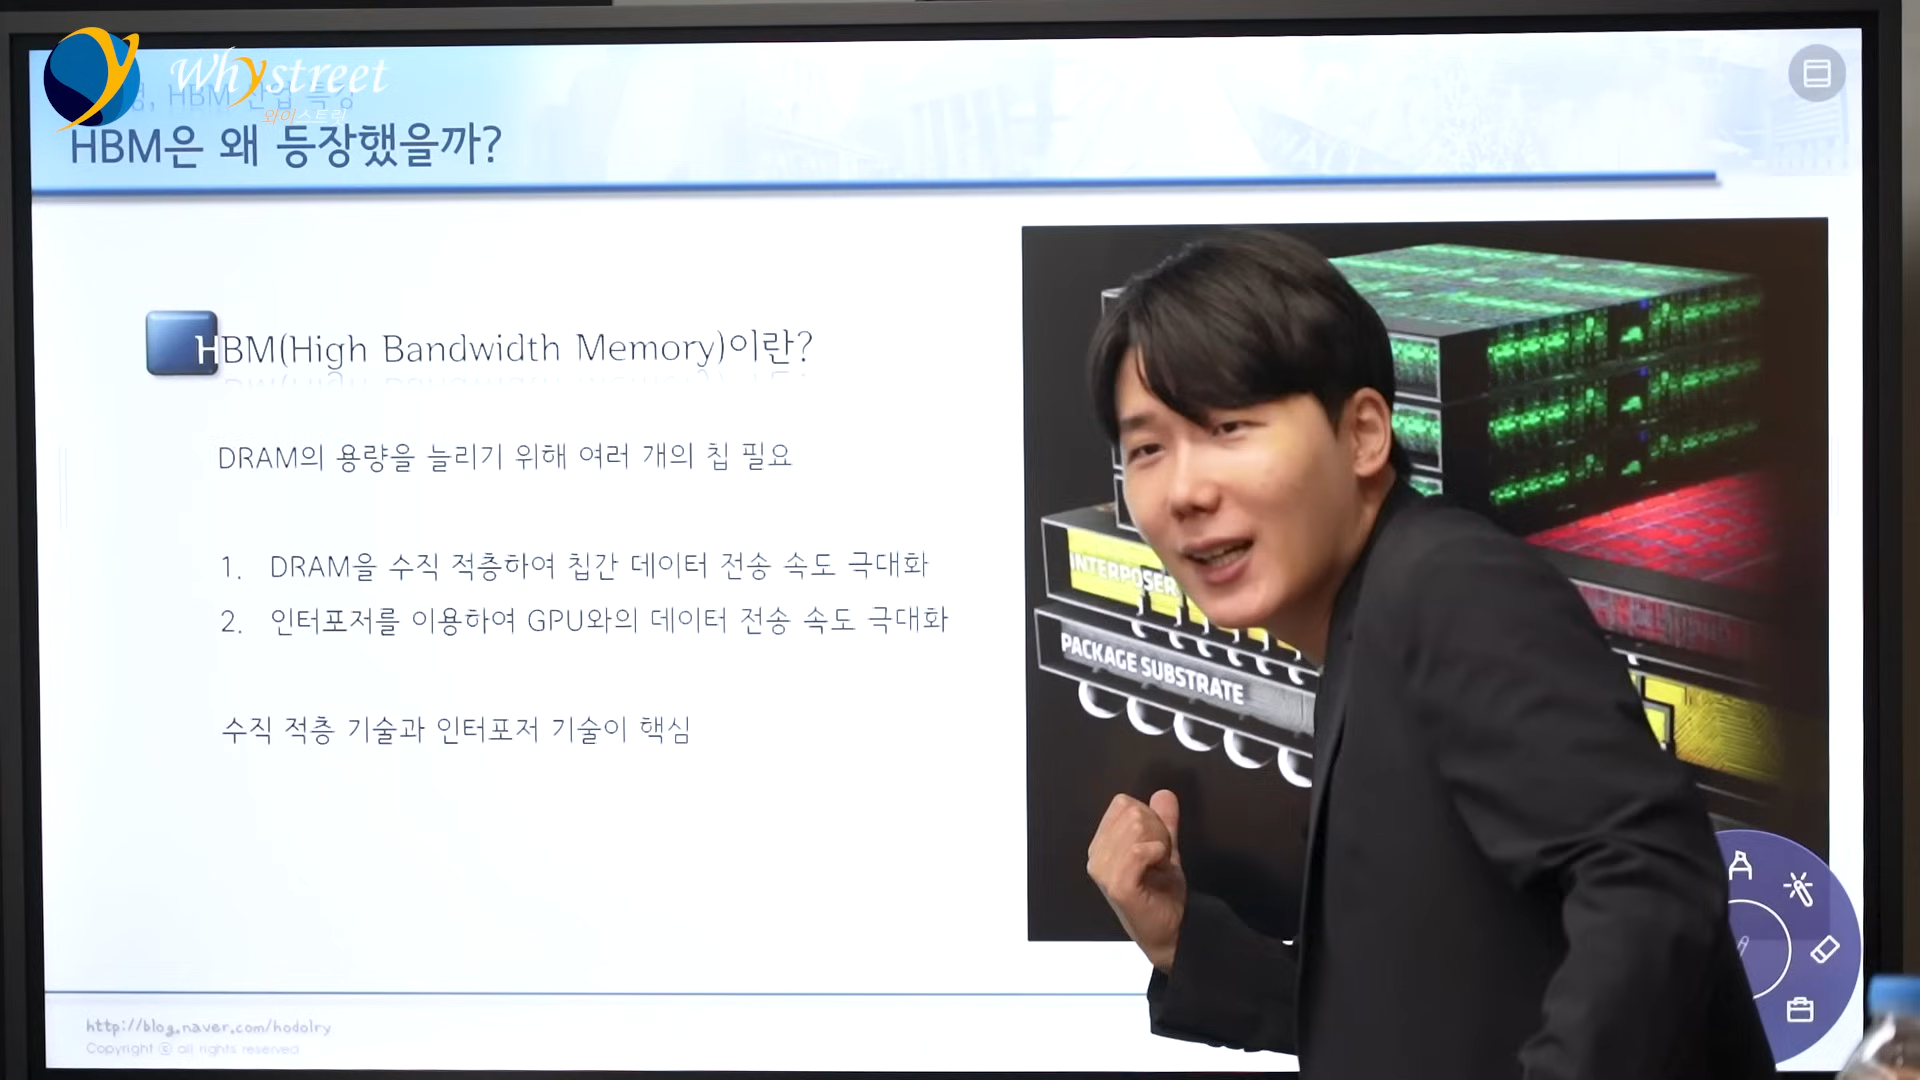 Whystreet
와이스트릿
, HBM 산업 특강
HBM은 왜 등장했을까?
HBM(High Bandwidth Memory)이란?
DRAM의 용량을 늘리기 위해 여러 개의 칩 필요
1. DRAM을 수직 적층하여 칩간 데이터 전송 속도 극대화
2. 인터포저를 이용하여 GPU와의 데이터 전송 속도 극대화
수직 적층 기술과 인터포저 기술이 핵심
INTERPOSER
PACKAGE SUBSTRATE
http://blog.naver.com/hodolry
Copyright ⓒ all rights reserved